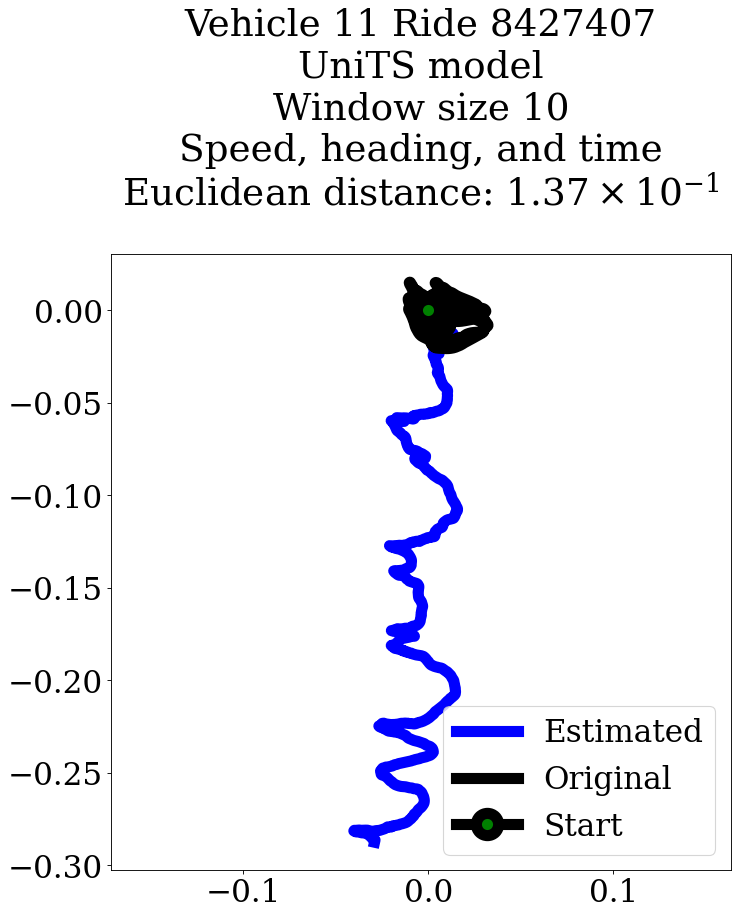 Vehicle 11 Ride 8427407
UniTS model
Window size 10
Speed, heading, and time
Euclidean distance: 1.37 × 10⁻¹
0.00
−0.05
−0.10
−0.15
−0.20
−0.25
−0.30
−0.1
0.0
0.1
Estimated
Original
Start